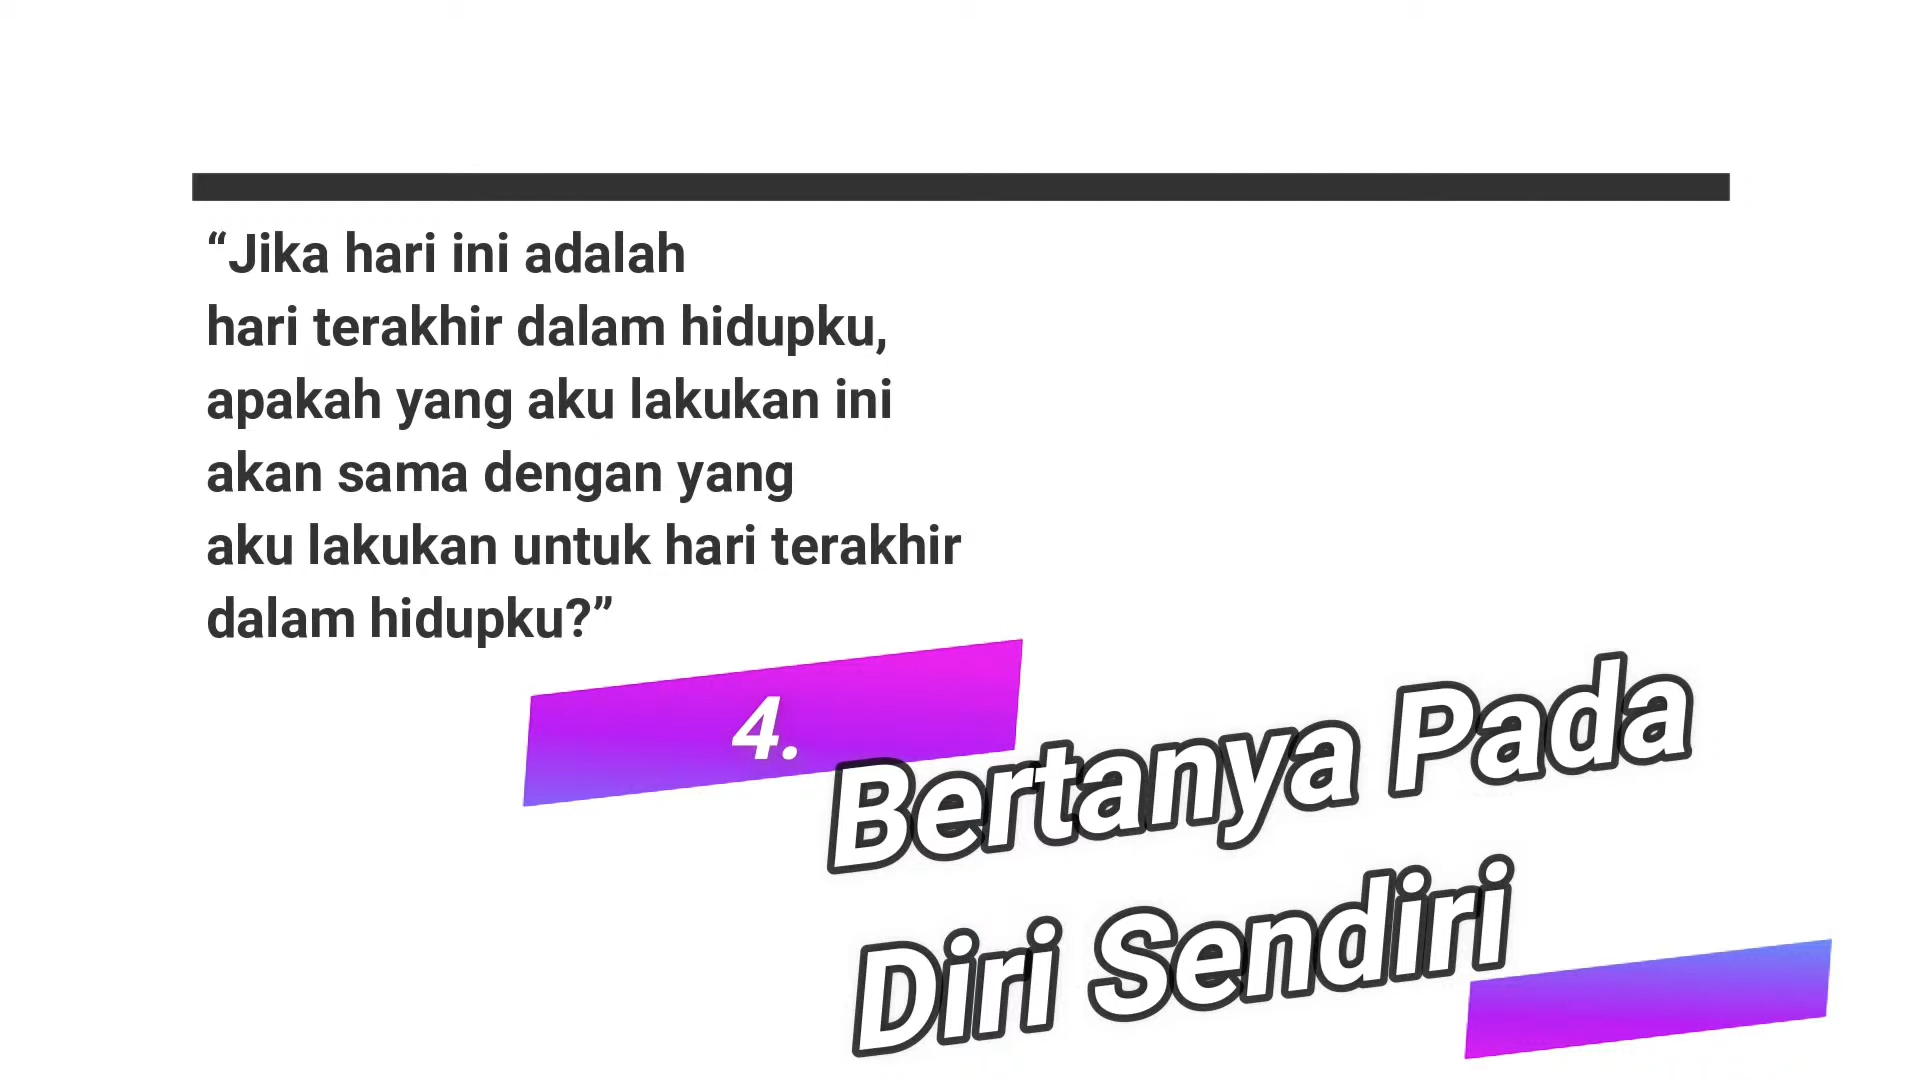 “Jika hari ini adalah
hari terakhir dalam hidupku,
apakah yang aku lakukan ini
akan sama dengan yang
aku lakukan untuk hari terakhir
dalam hidupku?”
4.
Bertanya Pada
Diri Sendiri